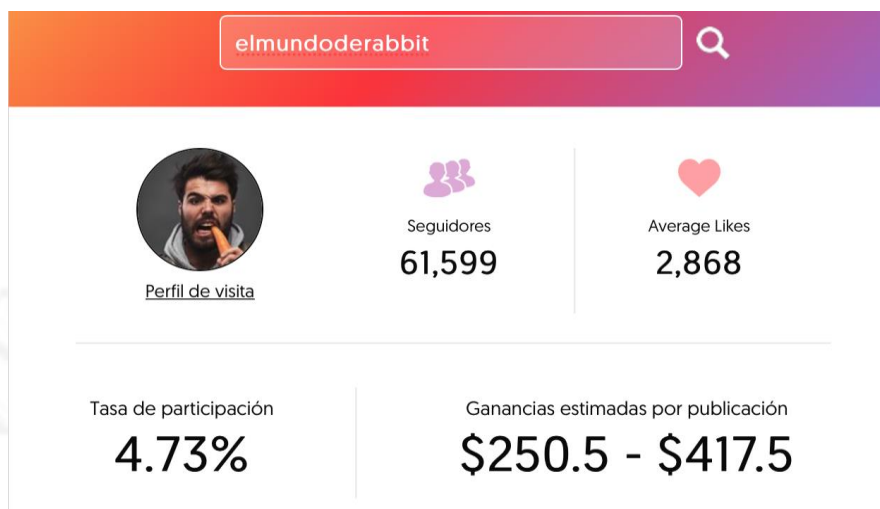 elmundoderabbit
Perfil de visita
Seguidores
61,599
Average Likes
2,868
Tasa de participación
4.73%
Ganancias estimadas por publicación
$250.5 - $417.5